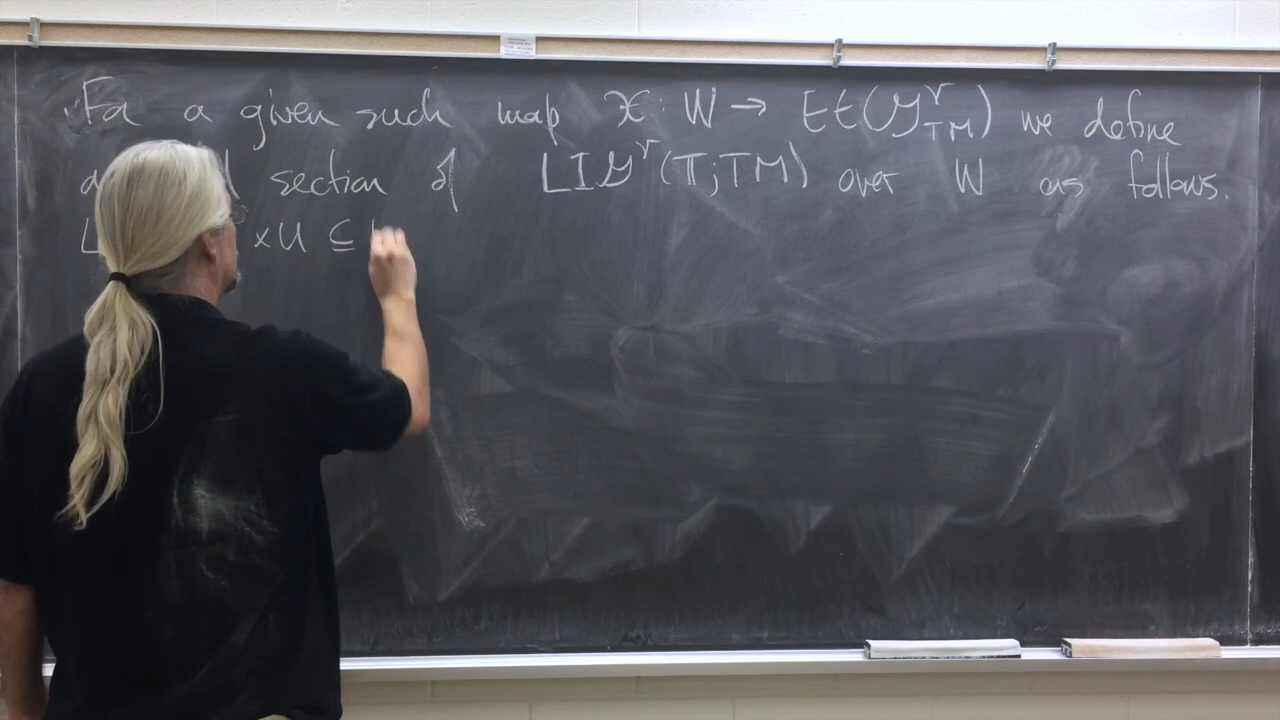 For a given such map 𝒳: W → Et(𝒢^r_TM) we define
section of LI𝒢^r(𝕋;TM) over W as follows.
×U ⊆